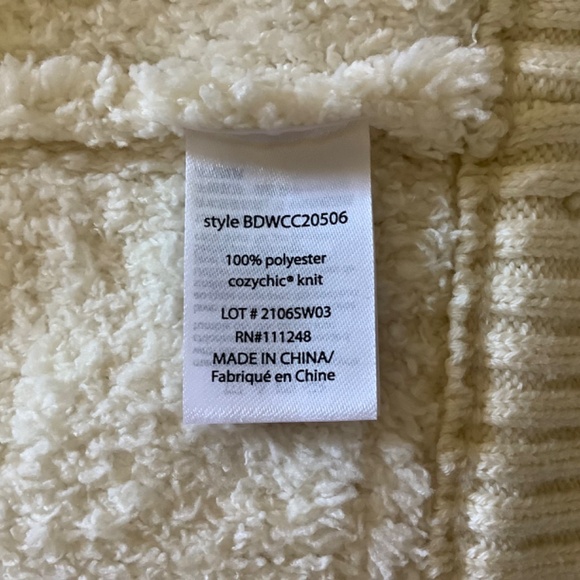 style BDWCC20506
100% polyester
cozychic® knit
LOT # 2106SW03
RN#111248
MADE IN CHINA/
Fabriqué en Chine